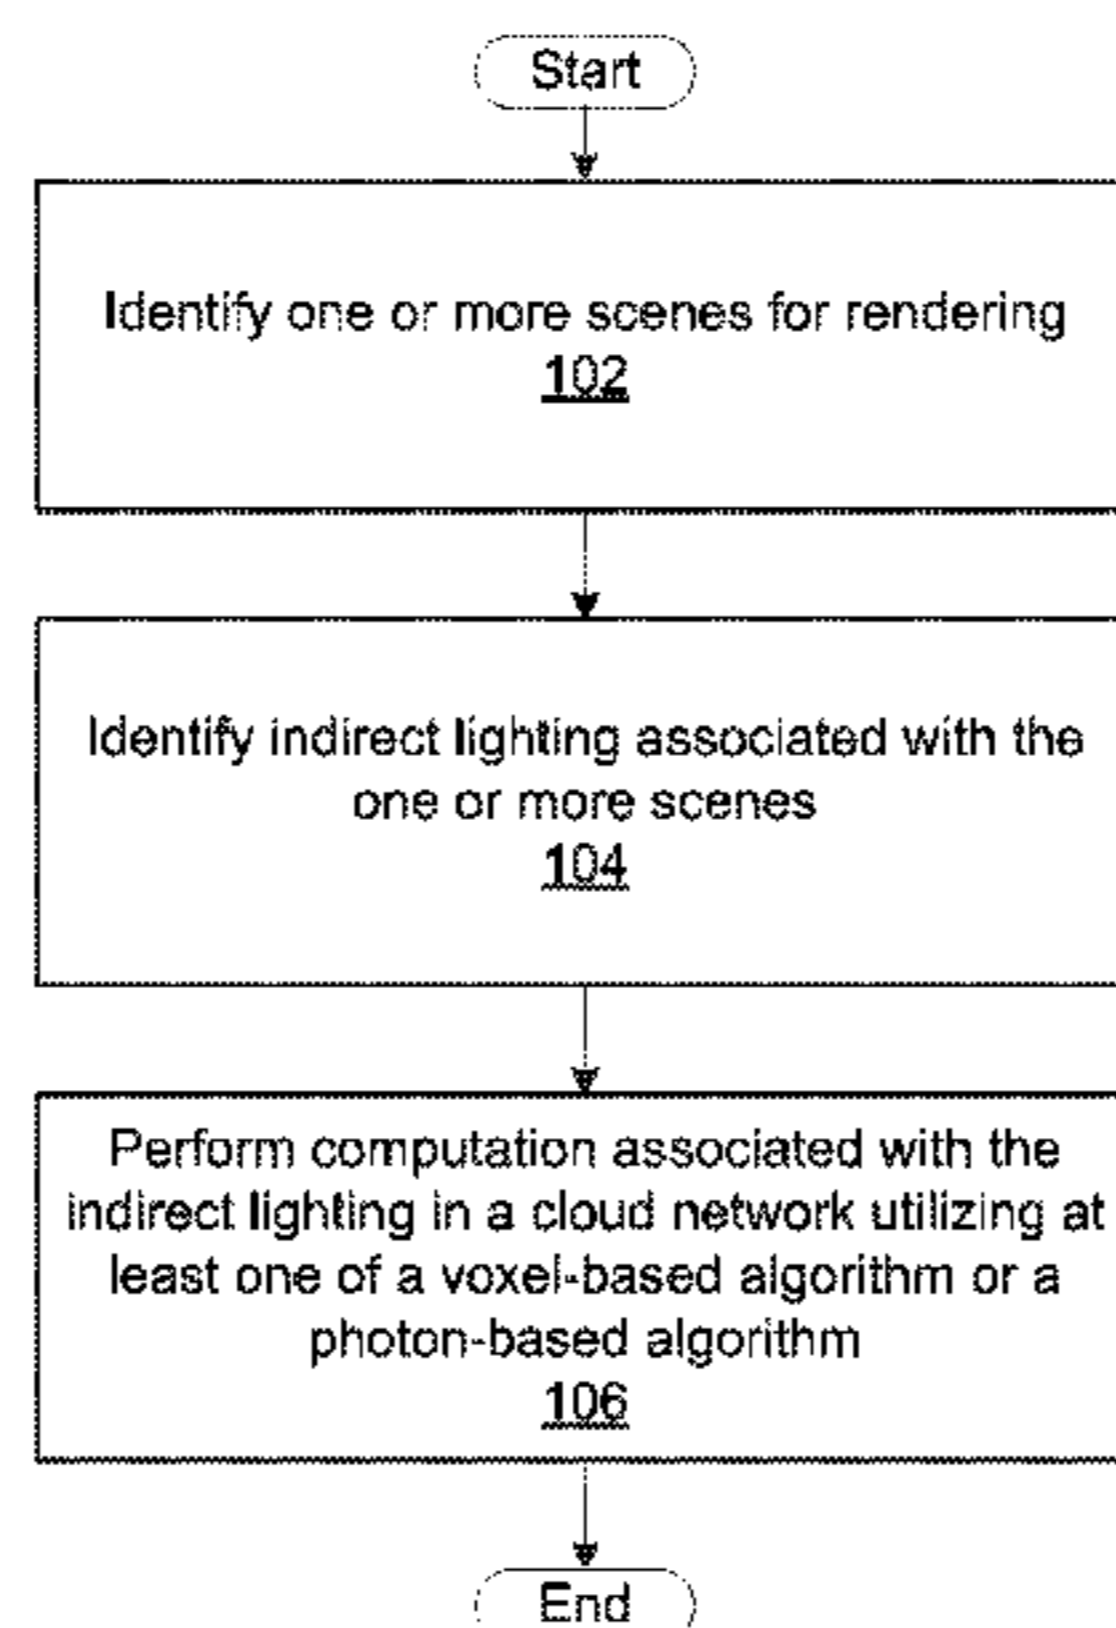 Start
Identify one or more scenes for rendering
102
Identify indirect lighting associated with the
one or more scenes
104
Perform computation associated with the
indirect lighting in a cloud network utilizing at
least one of a voxel-based algorithm or a
photon-based algorithm
106
End